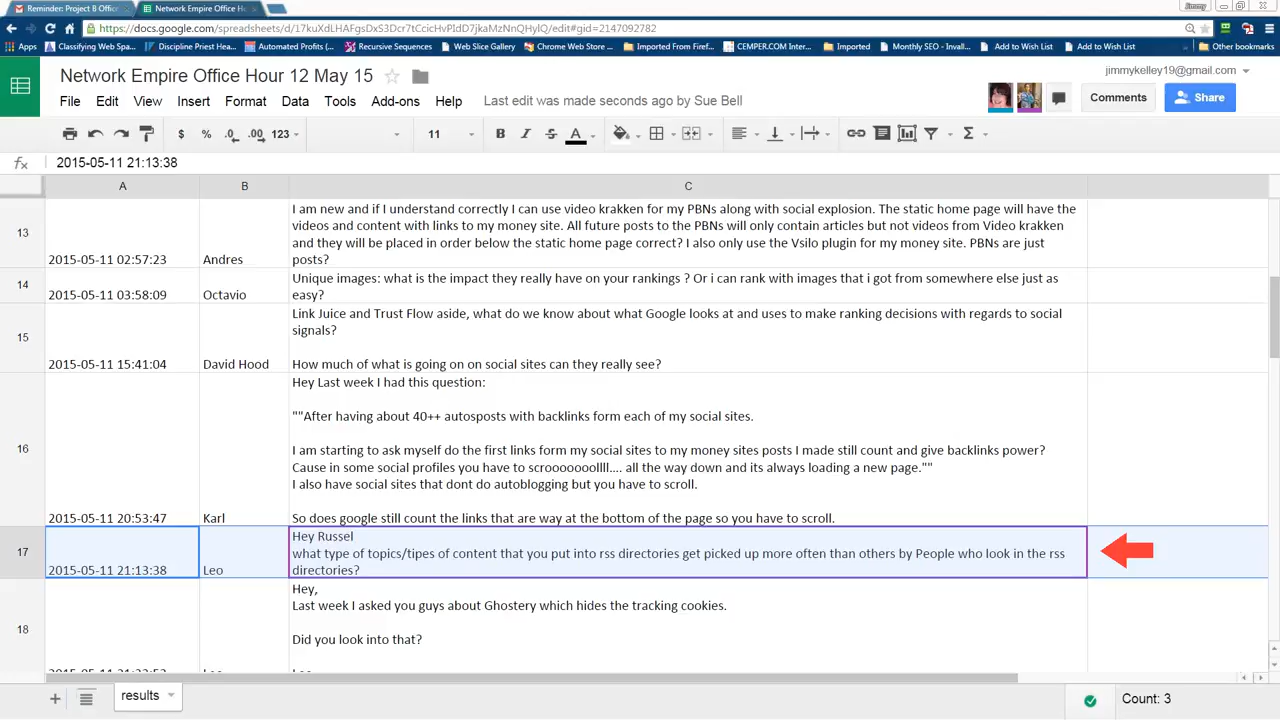 Reminder: Project B Office
Network Empire Office Ho
Jimmy
https://docs.google.com/spreadsheets/d/17kuXdLHAFgsDxS3Dcr7tCcicHvPIdD7jkaMzNnQHylQ/edit#gid=2147092782
Apps Classifying Web Spa... Discipline Priest Hea... Automated Profits (... Recursive Sequences Web Slice Gallery Chrome Web Store ... Imported From Firef... CEMPER.COM Inter... Imported Monthly SEO - Invali... Add to Wish List Add to Wish List Other bookmarks
Network Empire Office Hour 12 May 15
jimmykelley19@gmail.com
File Edit View Insert Format Data Tools Add-ons Help Last edit was made seconds ago by Sue Bell
Comments Share
$ % .0 .00 123 11 B I S A Σ
fx 2015-05-11 21:13:38
A B C
I am new and if I understand correctly I can use video krakken for my PBNs along with social explosion. The static home page will have the
videos and content with links to my money site. All future posts to the PBNs will only contain articles but not videos from Video krakken
13
and they will be placed in order below the static home page correct? I also only use the Vsilo plugin for my money site. PBNs are just
2015-05-11 02:57:23 Andres posts?
Unique images: what is the impact they really have on your rankings ? Or i can rank with images that i got from somewhere else just as
14
2015-05-11 03:58:09 Octavio easy?
Link Juice and Trust Flow aside, what do we know about what Google looks at and uses to make ranking decisions with regards to social
signals?
15
2015-05-11 15:41:04 David Hood How much of what is going on on social sites can they really see?
Hey Last week I had this question:
""After having about 40++ autosposts with backlinks form each of my social sites.
16
I am starting to ask myself do the first links form my social sites to my money sites posts I made still count and give backlinks power?
Cause in some social profiles you have to scrooooooollll.... all the way down and its always loading a new page.""
I also have social sites that dont do autoblogging but you have to scroll.
2015-05-11 20:53:47 Karl So does google still count the links that are way at the bottom of the page so you have to scroll.
Hey Russel
17
what type of topics/tipes of content that you put into rss directories get picked up more often than others by People who look in the rss
2015-05-11 21:13:38 Leo directories?
Hey,
Last week I asked you guys about Ghostery which hides the tracking cookies.
18
Did you look into that?
results
Count: 3